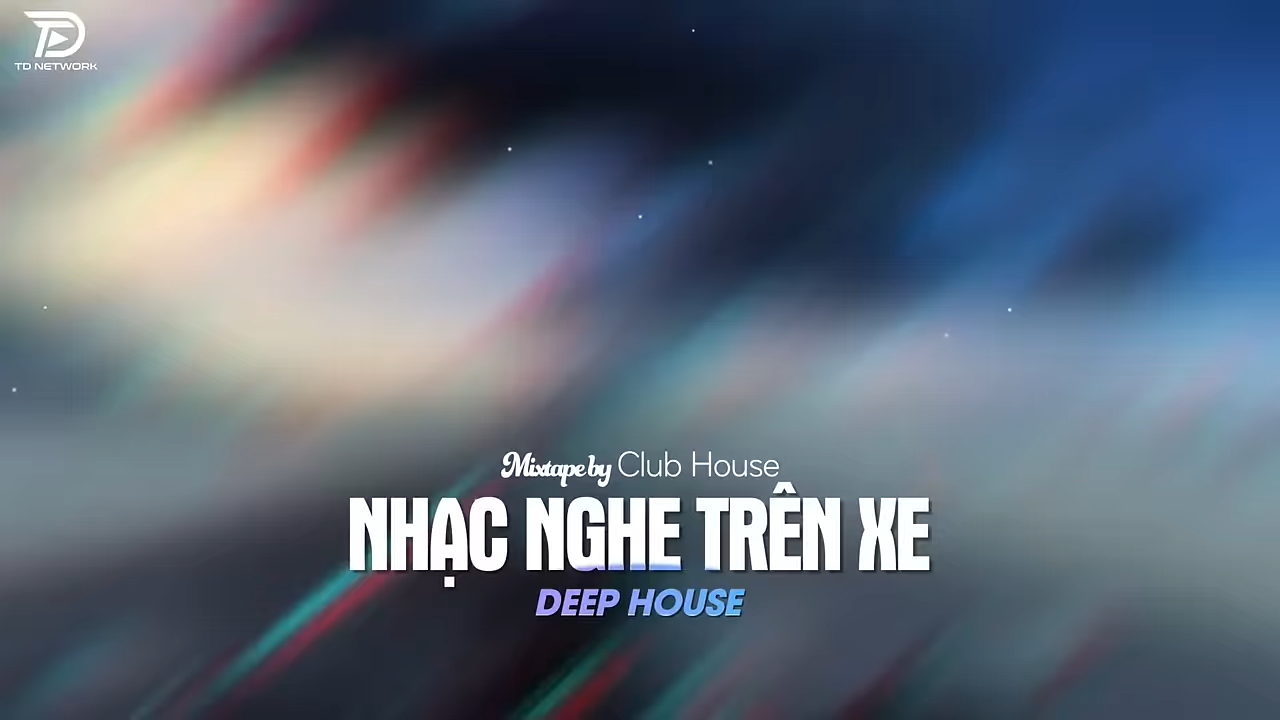 TD NETWORK
Mixtape by Club House
NHẠC NGHE TRÊN XE
DEEP HOUSE